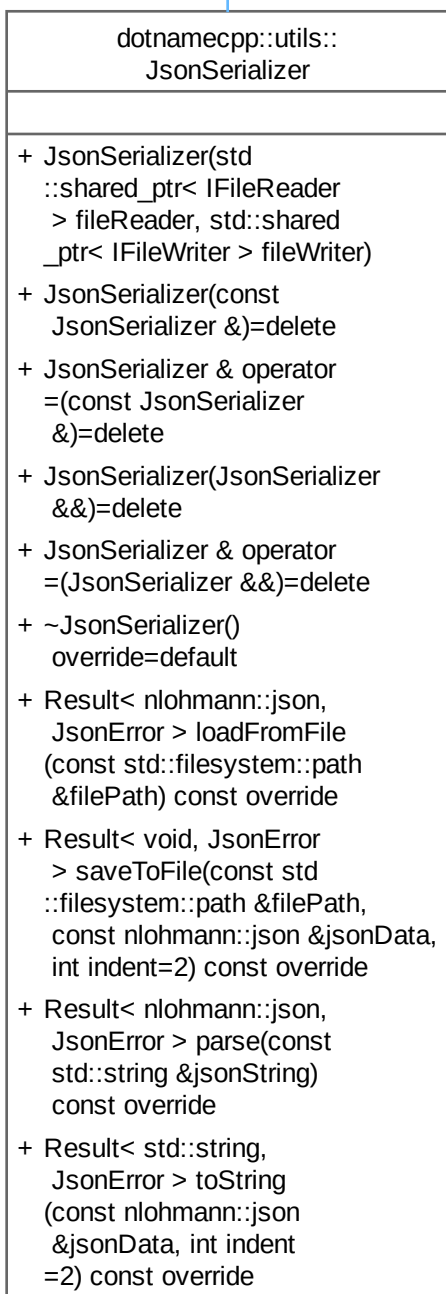 dotnamecpp::utils::
JsonSerializer
+ JsonSerializer(std
::shared_ptr< IFileReader
> fileReader, std::shared
_ptr< IFileWriter > fileWriter)
+ JsonSerializer(const
JsonSerializer &)=delete
+ JsonSerializer & operator
=(const JsonSerializer
&)=delete
+ JsonSerializer(JsonSerializer
&&)=delete
+ JsonSerializer & operator
=(JsonSerializer &&)=delete
+ ~JsonSerializer()
override=default
+ Result< nlohmann::json,
JsonError > loadFromFile
(const std::filesystem::path
&filePath) const override
+ Result< void, JsonError
> saveToFile(const std
::filesystem::path &filePath,
const nlohmann::json &jsonData,
int indent=2) const override
+ Result< nlohmann::json,
JsonError > parse(const
std::string &jsonString)
const override
+ Result< std::string,
JsonError > toString
(const nlohmann::json
&jsonData, int indent
=2) const override